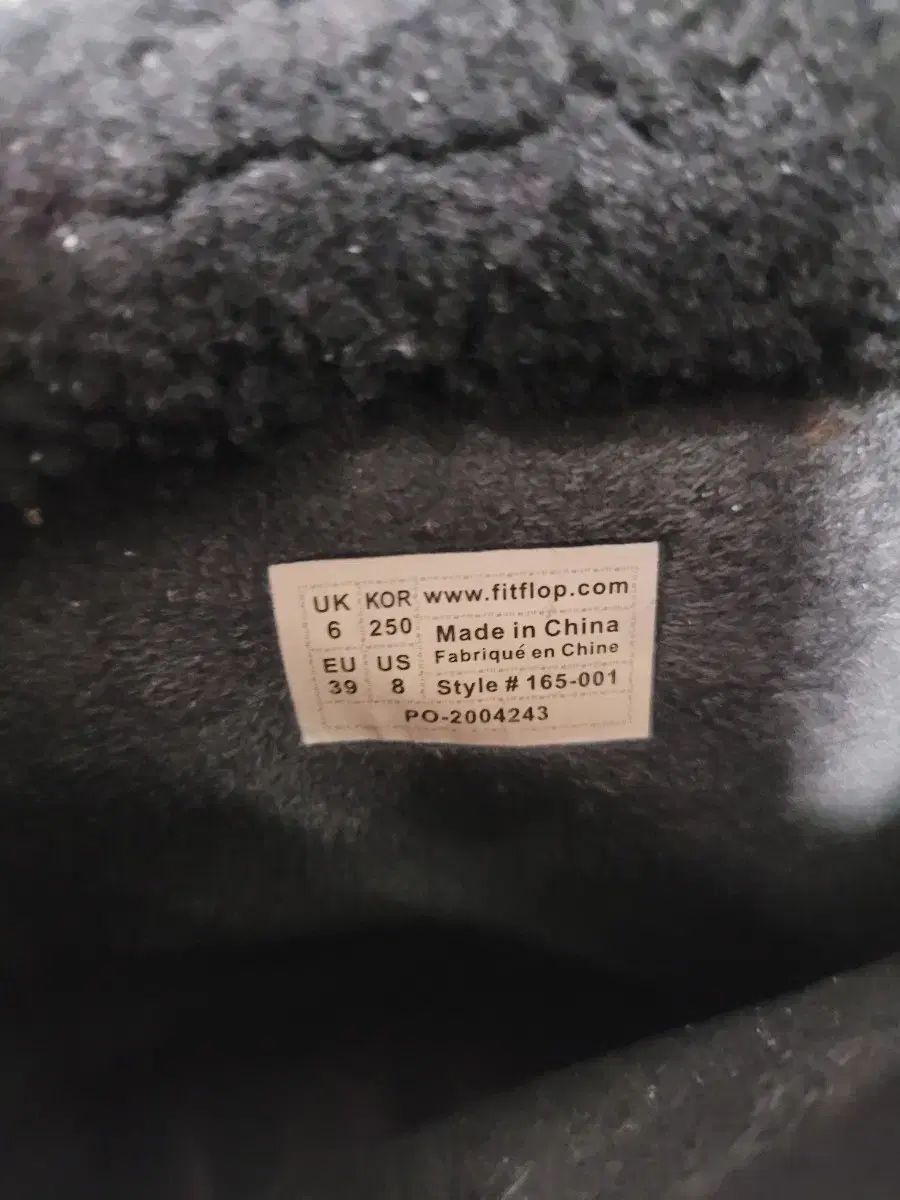 UK KOR www.fitflop.com
6 250 Made in China
EU US Fabriqué en Chine
39 8 Style # 165-001
PO-2004243